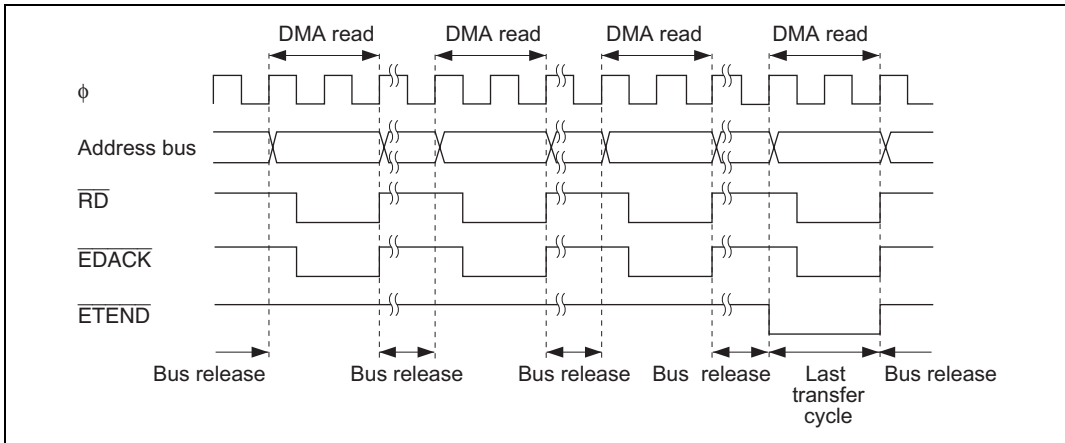 DMA read DMA read DMA read DMA read
φ
Address bus
RD
EDACK
ETEND
Bus release Bus release Bus release Bus release Last transfer cycle Bus release